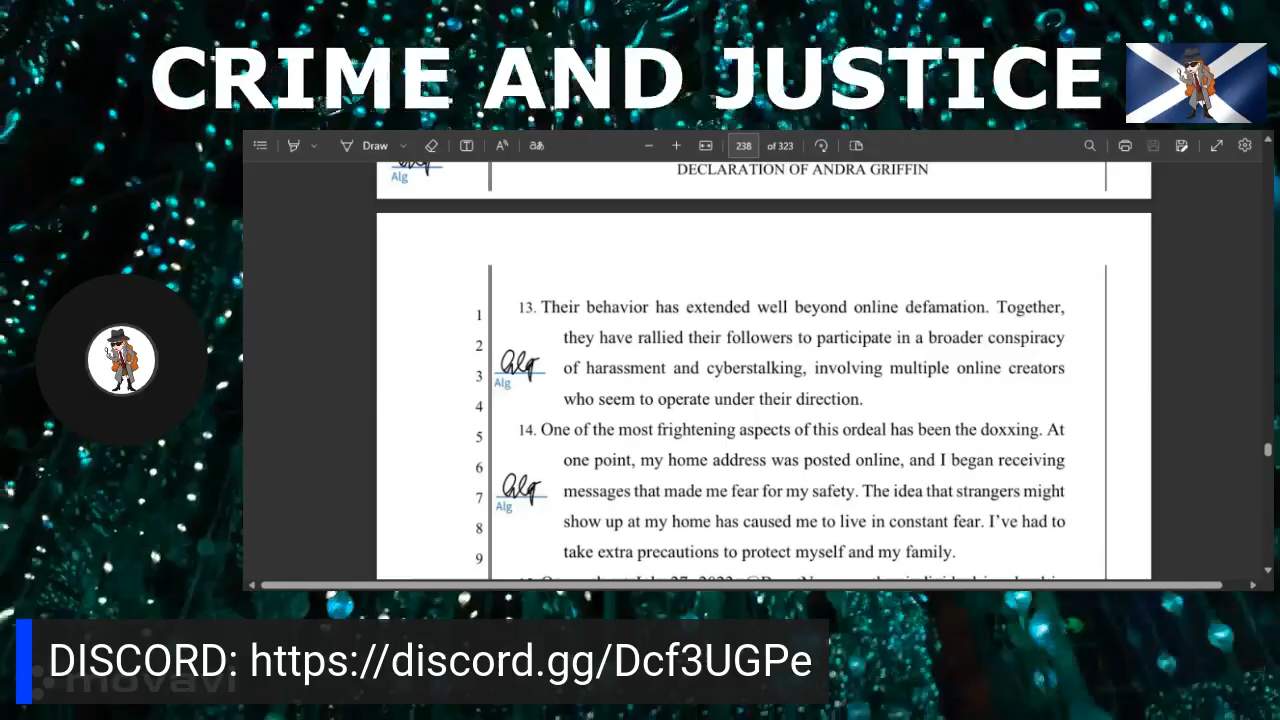 CRIME AND JUSTICE
Draw
238 of 323
Alg
DECLARATION OF ANDRA GRIFFIN
1
2
3
4
5
6
7
8
9
13. Their behavior has extended well beyond online defamation. Together,
they have rallied their followers to participate in a broader conspiracy
of harassment and cyberstalking, involving multiple online creators
who seem to operate under their direction.
Alg
Alg
14. One of the most frightening aspects of this ordeal has been the doxxing. At
one point, my home address was posted online, and I began receiving
messages that made me fear for my safety. The idea that strangers might
show up at my home has caused me to live in constant fear. I've had to
take extra precautions to protect myself and my family.
Alg
Alg
DISCORD: https://discord.gg/Dcf3UGPe
movavi